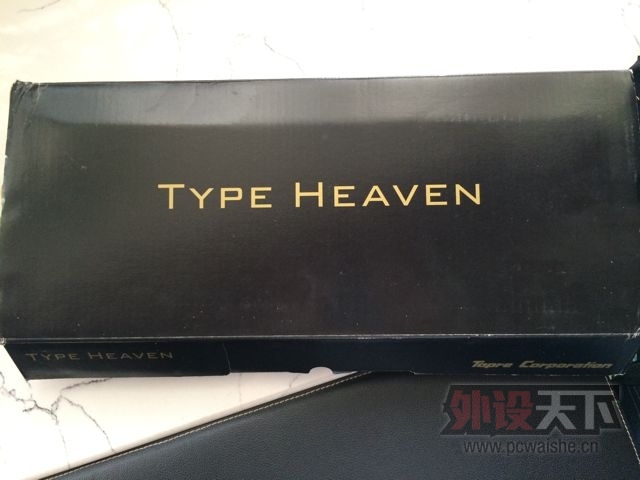 TYPE HEAVEN
TYPE HEAVEN
Topre Corporation
外设天下
www.pcwaishe.cn